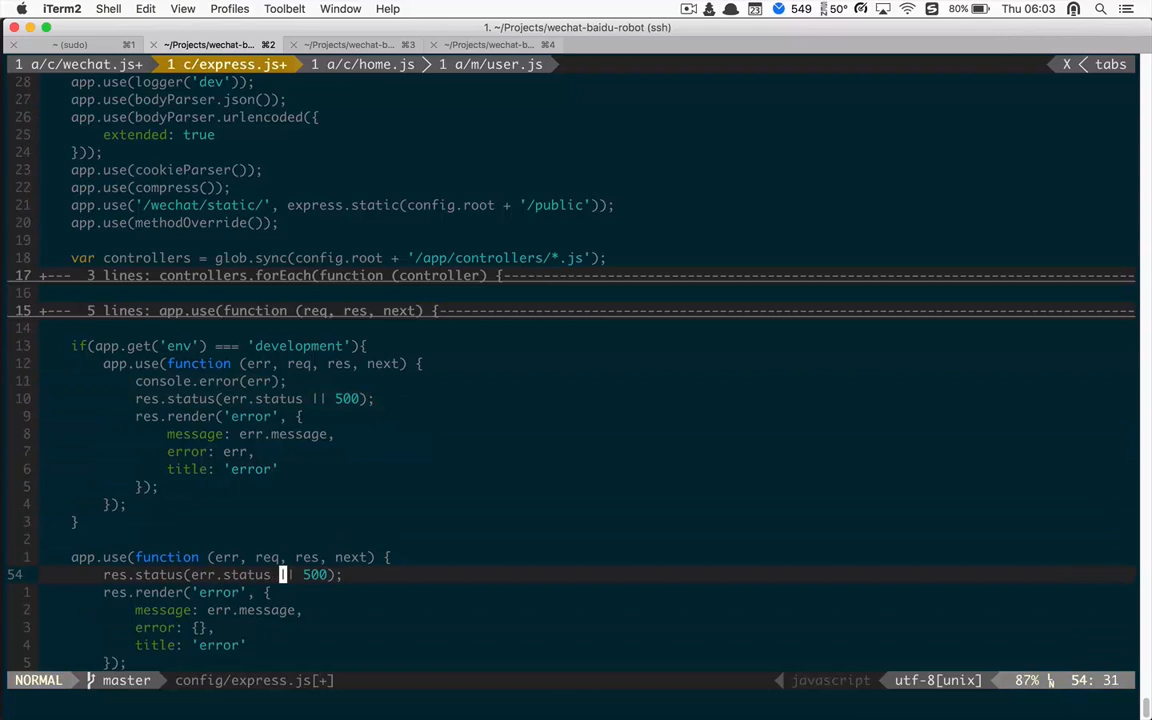 iTerm2 Shell Edit View Profiles Toolbelt Window Help 23 549 50° 80% Thu 06:03
1. ~/Projects/wechat-baidu-robot (ssh)
~ (sudo) ⌘1 ~/Projects/wechat-b... ⌘2 ~/Projects/wechat-b... ⌘3 ~/Projects/wechat-b... ⌘4
1 a/c/wechat.js+ 1 c/express.js+ 1 a/c/home.js 1 a/m/user.js X tabs
28 app.use(logger('dev'));
27 app.use(bodyParser.json());
26 app.use(bodyParser.urlencoded({
25 extended: true
24 }));
23 app.use(cookieParser());
22 app.use(compress());
21 app.use('/wechat/static/', express.static(config.root + '/public'));
20 app.use(methodOverride());
19
18 var controllers = glob.sync(config.root + '/app/controllers/*.js');
17 +--- 3 lines: controllers.forEach(function (controller) {-------------------------------------------------------------------------------
16
15 +--- 5 lines: app.use(function (req, res, next) {---------------------------------------------------------------------------------------
14
13 if(app.get('env') === 'development'){
12 app.use(function (err, req, res, next) {
11 console.error(err);
10 res.status(err.status || 500);
9 res.render('error', {
8 message: err.message,
7 error: err,
6 title: 'error'
5 });
4 });
3 }
2
1 app.use(function (err, req, res, next) {
54 res.status(err.status || 500);
1 res.render('error', {
2 message: err.message,
3 error: {},
4 title: 'error'
5 });
NORMAL master config/express.js[+] javascript utf-8[unix] 87% 54: 31